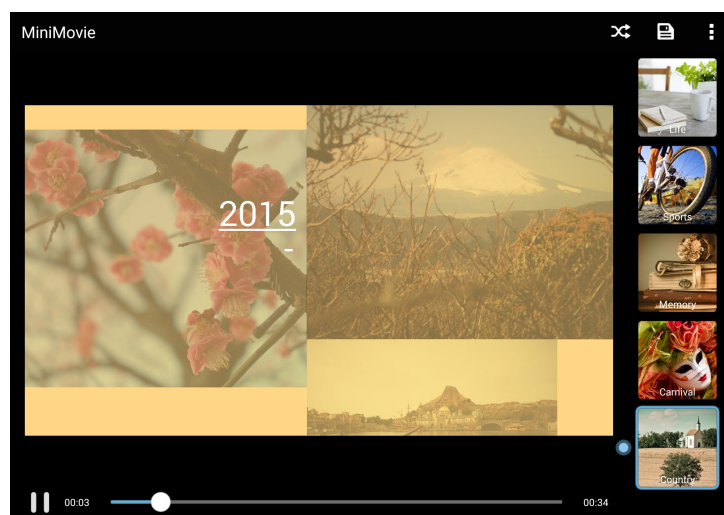 MiniMovie
2015
-
Life
Sports
Memory
Carnival
Country
00:03
00:34